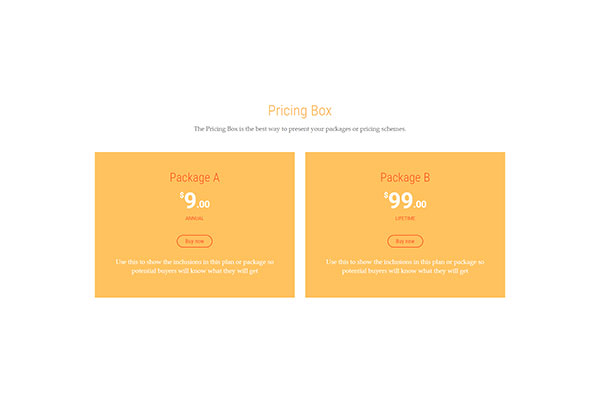 Pricing Box
The Pricing Box is the best way to present your packages or pricing schemes.
Package A
$9.00
ANNUAL
Buy now
Use this to show the inclusions in this plan or package so
potential buyers will know what they will get
Package B
$99.00
LIFETIME
Buy now
Use this to show the inclusions in this plan or package so
potential buyers will know what they will get